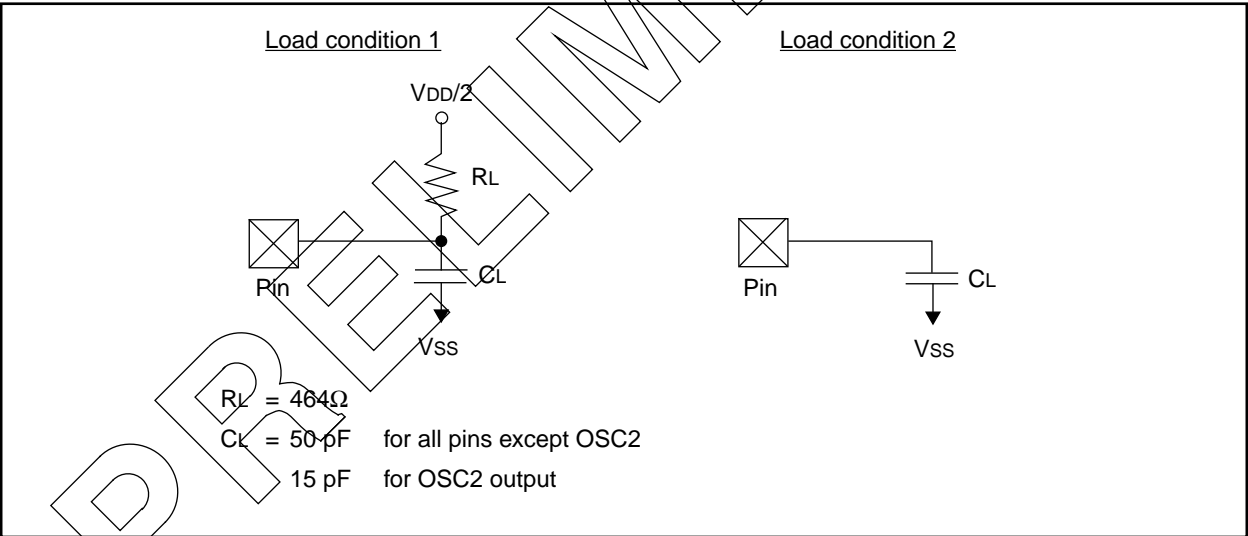 Load condition 1
Load condition 2
VDD/2
RL
Pin
CL
VSS
Pin
CL
VSS
RL = 464Ω
CL = 50 pF for all pins except OSC2
15 pF for OSC2 output
PRELIM